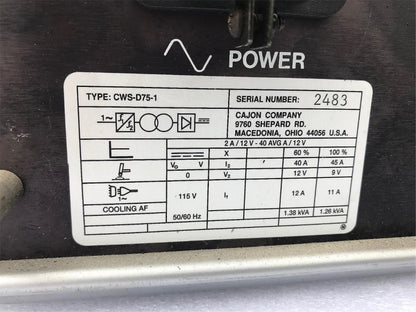 POWER
TYPE: CWS-D75-1
SERIAL NUMBER: 2483
CAJON COMPANY
9760 SHEPARD RD.
MACEDONIA, OHIO 44056 U.S.A.
1~
2 A / 12 V - 40 AVG A / 12 V
X 60 % 100 %
V₀ V I₂ 40 A 45 A
0 V₂ 12 V 9 V
1~ 115 V I₁ 12 A 11 A
COOLING AF 50/60 Hz 1.38 kVA 1.26 kVA